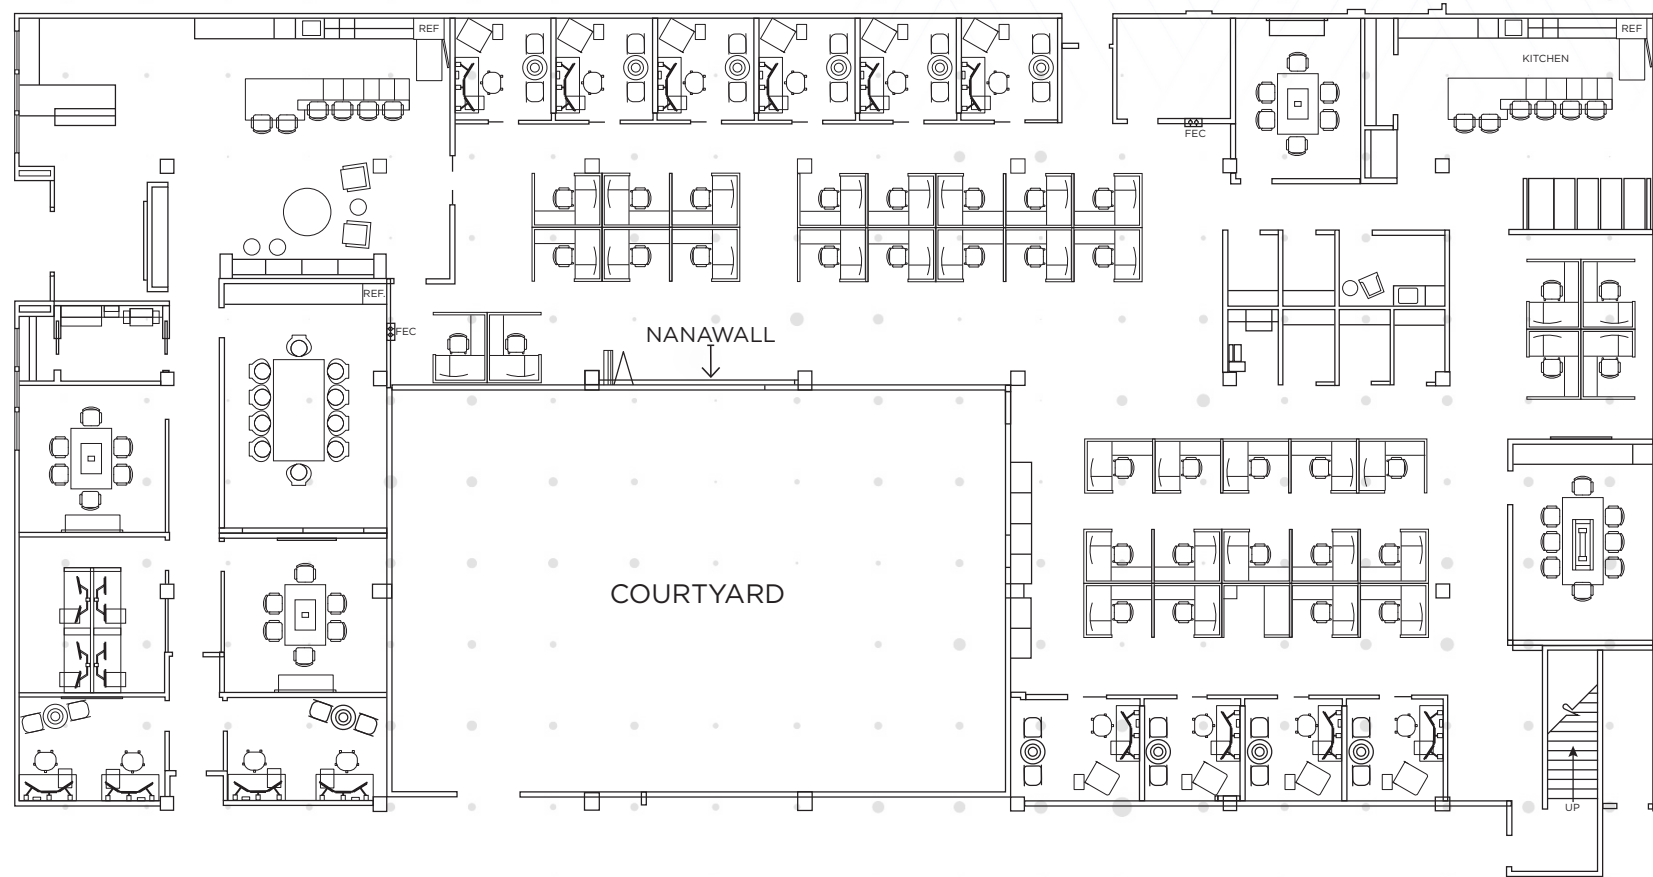 REF
REF
KITCHEN
FEC
REF.
FEC
NANAWALL
COURTYARD
UP